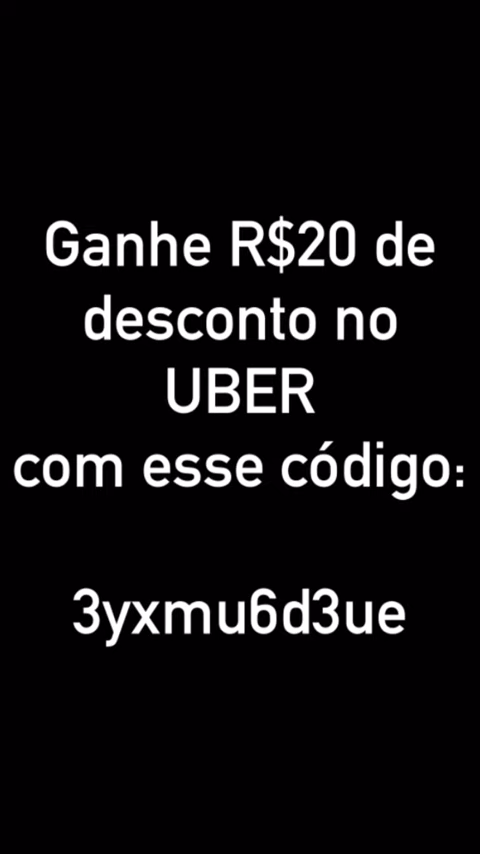 Ganhe R$20 de
desconto no
UBER
com esse código:
3yxmu6d3ue